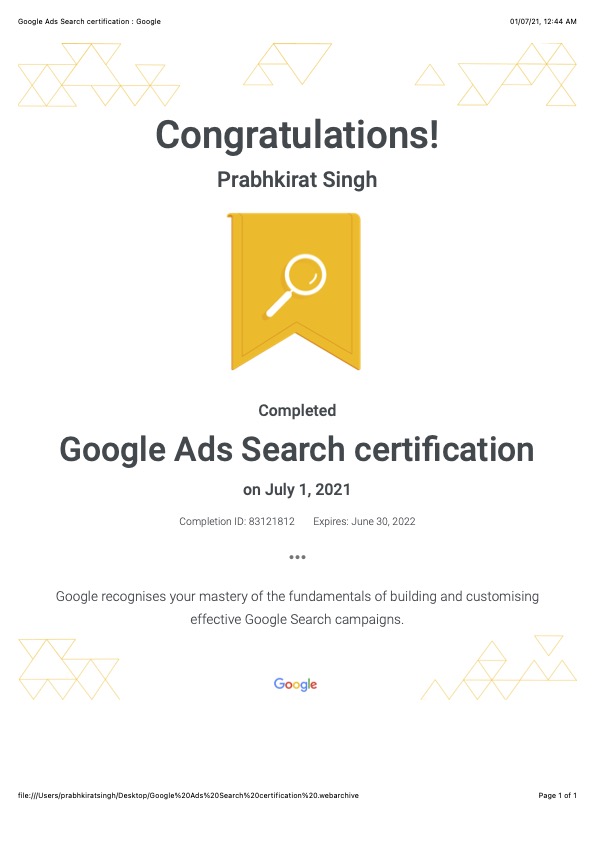 Google Ads Search certification : Google
01/07/21, 12:44 AM
Congratulations!
Prabhkirat Singh
Completed
Google Ads Search certification
on July 1, 2021
Completion ID: 83121812 Expires: June 30, 2022
•••
Google recognises your mastery of the fundamentals of building and customising
effective Google Search campaigns.
Google
file:///Users/prabhkiratsingh/Desktop/Google%20Ads%20Search%20certification%20.webarchive
Page 1 of 1